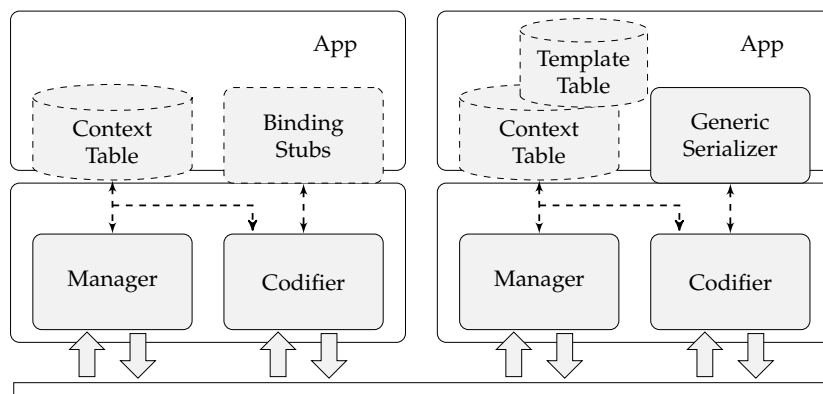 App
Context
Table
Binding
Stubs
Manager
Codifier
App
Template
Table
Context
Table
Generic
Serializer
Manager
Codifier